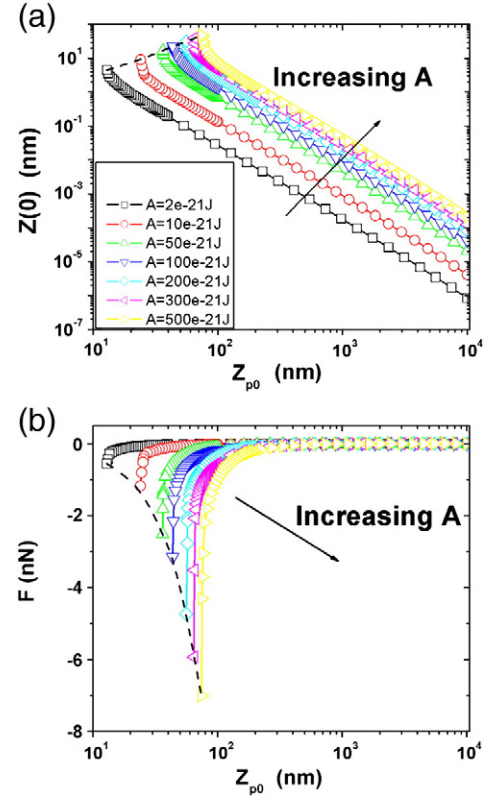 (a)
10¹
10⁻¹
10⁻³
10⁻⁵
10⁻⁷
Z(0) (nm)
Increasing A
A=2e-21J
A=10e-21J
A=50e-21J
A=100e-21J
A=200e-21J
A=300e-21J
A=500e-21J
10¹ 10² 10³ 10⁴
Zₚ₀ (nm)
(b)
0
-2
-4
-6
-8
F (nN)
Increasing A
10¹ 10² 10³ 10⁴
Zₚ₀ (nm)